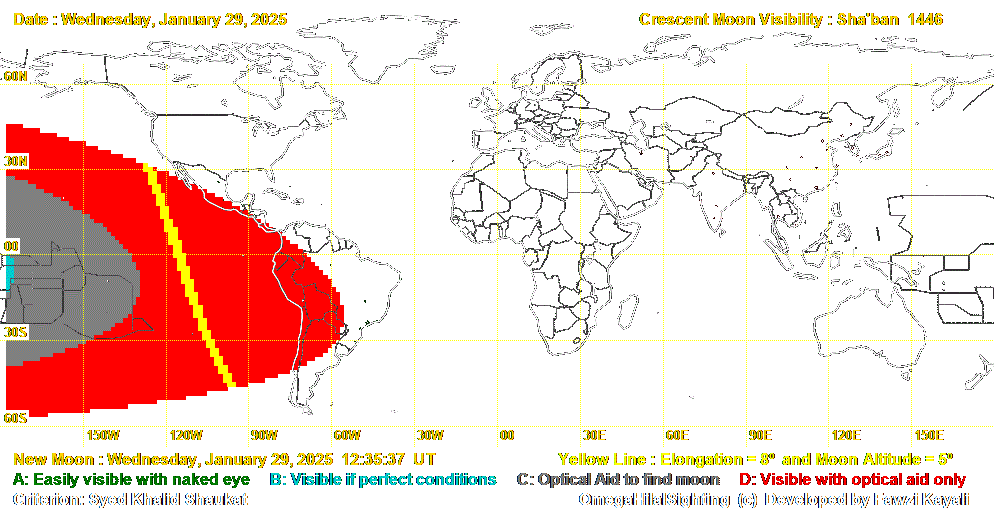 Date : Wednesday, January 29, 2025 Crescent Moon Visibility : Sha'ban 1446
60N
30N
00
30S
60S
150W 120W 90W 60W 30W 00 30E 60E 90E 120E 150E
New Moon : Wednesday, January 29, 2025 12:35:37 UT Yellow Line : Elongation = 8º and Moon Altitude = 5º
A: Easily visible with naked eye B: Visible if perfect conditions C: Optical Aid to find moon D: Visible with optical aid only
Criterion: Syed Khalid Shaukat OmegaHilalSighting (c) Developed by Fawzi Kayali